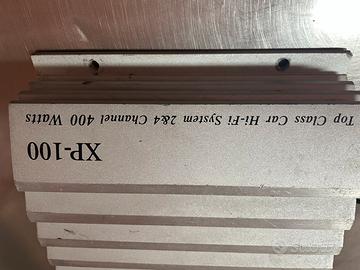 XP-100
Top Class Car Hi-Fi System 2&4 Channel 400 Watts